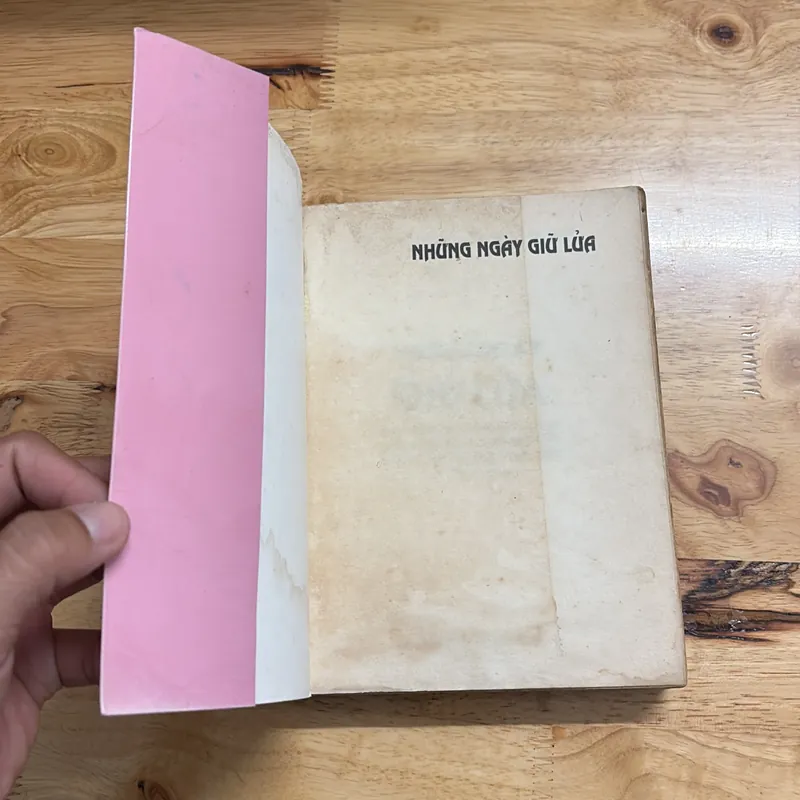 NHỮNG NGÀY GIỮ LỬA